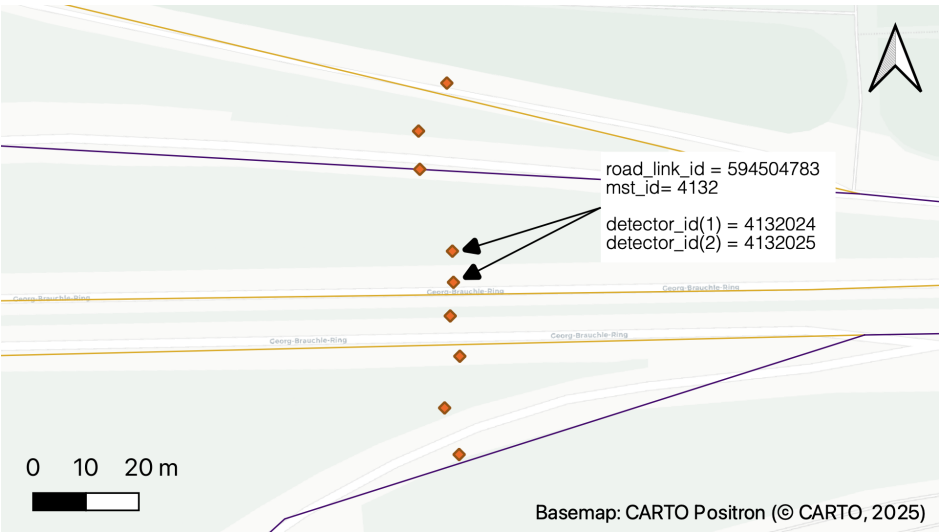 road_link_id = 594504783
mst_id= 4132
detector_id(1) = 4132024
detector_id(2) = 4132025
Georg-Brauchle-Ring
Georg-Brauchle-Ring
Georg-Brauchle-Ring
Georg-Brauchle-Ring
Georg-Brauchle-Ring
0 10 20 m
Basemap: CARTO Positron (© CARTO, 2025)